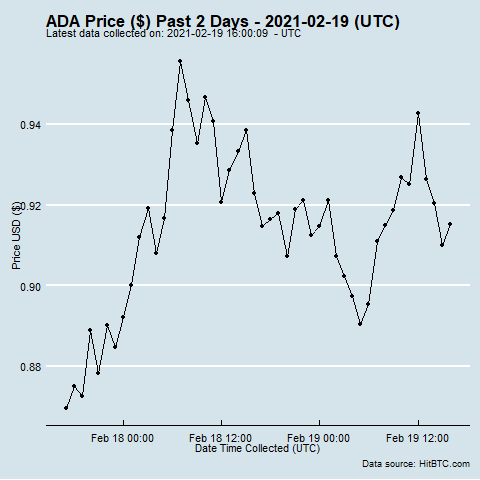 ADA Price ($) Past 2 Days - 2021-02-19 (UTC)
Latest data collected on: 2021-02-19 16:00:09 - UTC
Price USD ($)
0.94
0.92
0.90
0.88
Feb 18 00:00
Feb 18 12:00
Feb 19 00:00
Feb 19 12:00
Date Time Collected (UTC)
Data source: HitBTC.com